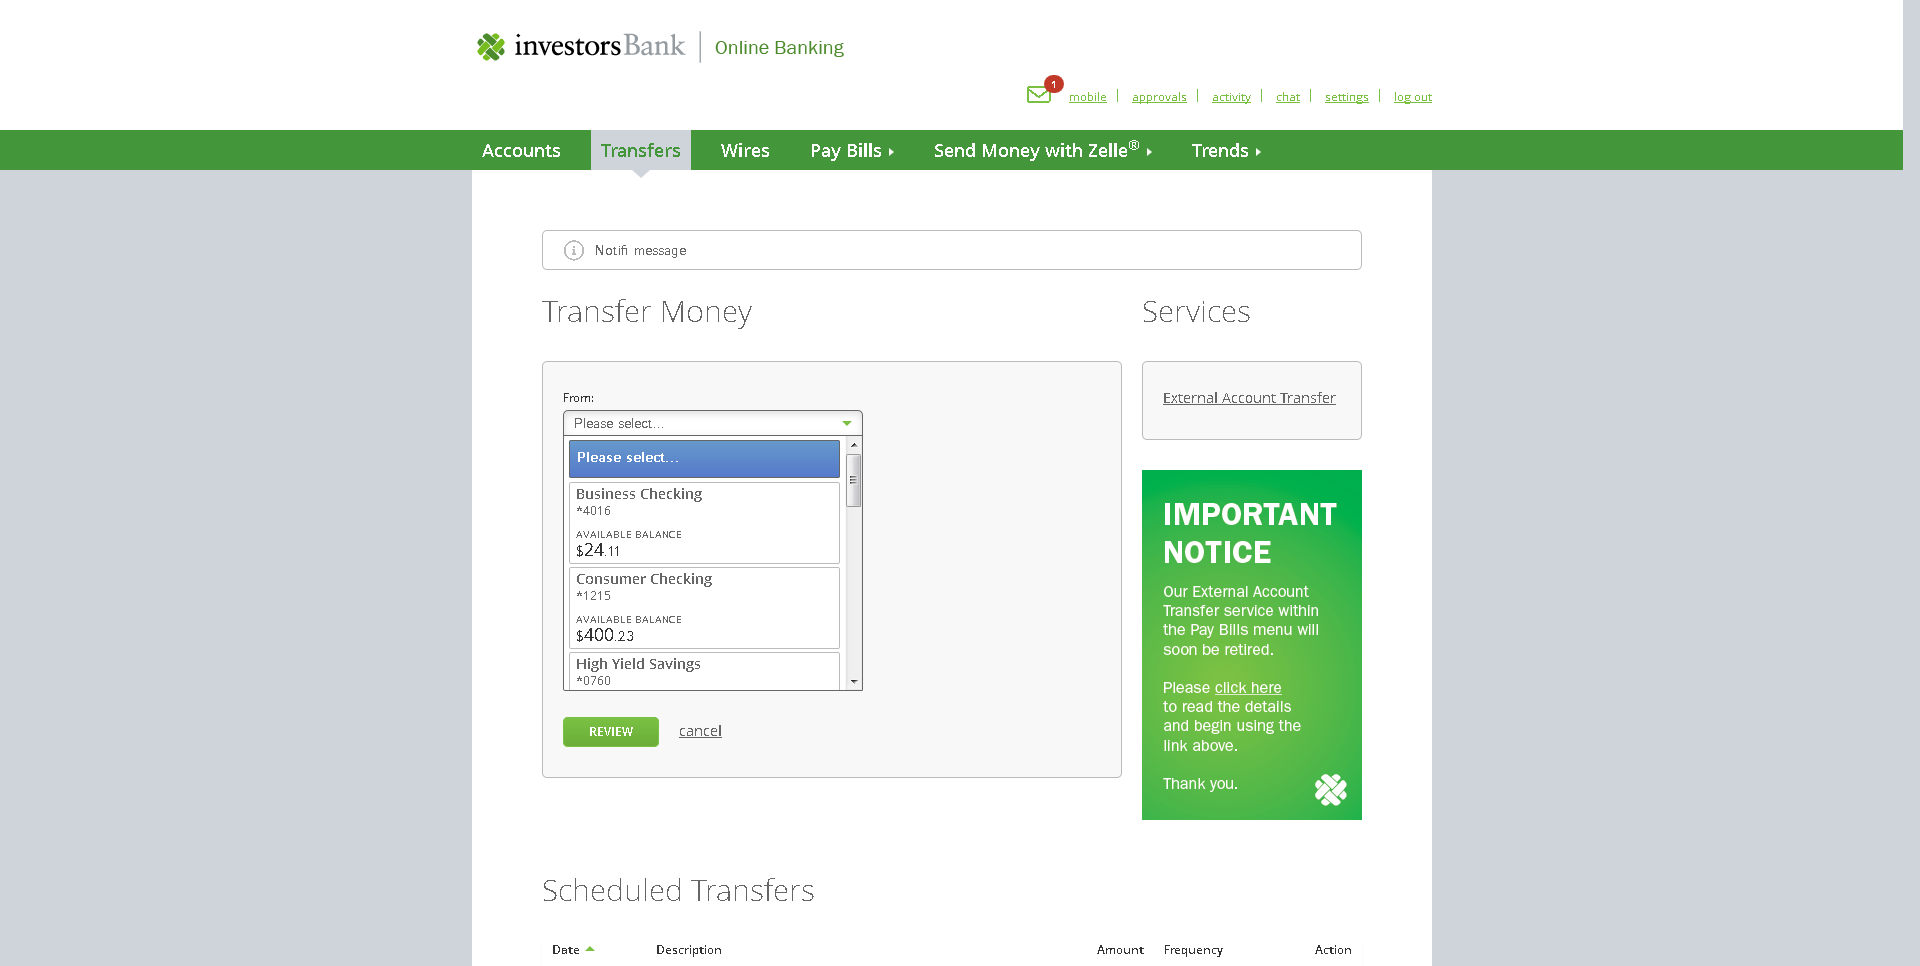 investorsBank | Online Banking
1
mobile | approvals | activity | chat | settings | log out
Accounts Transfers Wires Pay Bills Send Money with Zelle® Trends
Notifi message
Transfer Money
From:
Please select...
Please select...
Business Checking
*4016
AVAILABLE BALANCE
$24.11
Consumer Checking
*1215
AVAILABLE BALANCE
$400.23
High Yield Savings
*0760
REVIEW cancel
Services
External Account Transfer
IMPORTANT
NOTICE
Our External Account
Transfer service within
the Pay Bills menu will
soon be retired.
Please click here
to read the details
and begin using the
link above.
Thank you.
Scheduled Transfers
Date Description Amount Frequency Action